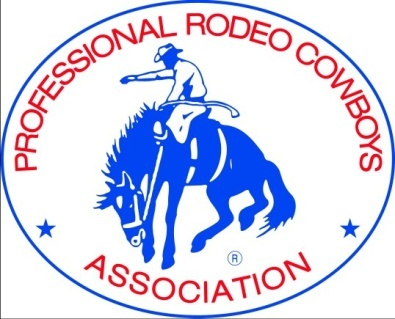 PROFESSIONAL RODEO COWBOYS
ASSOCIATION
®